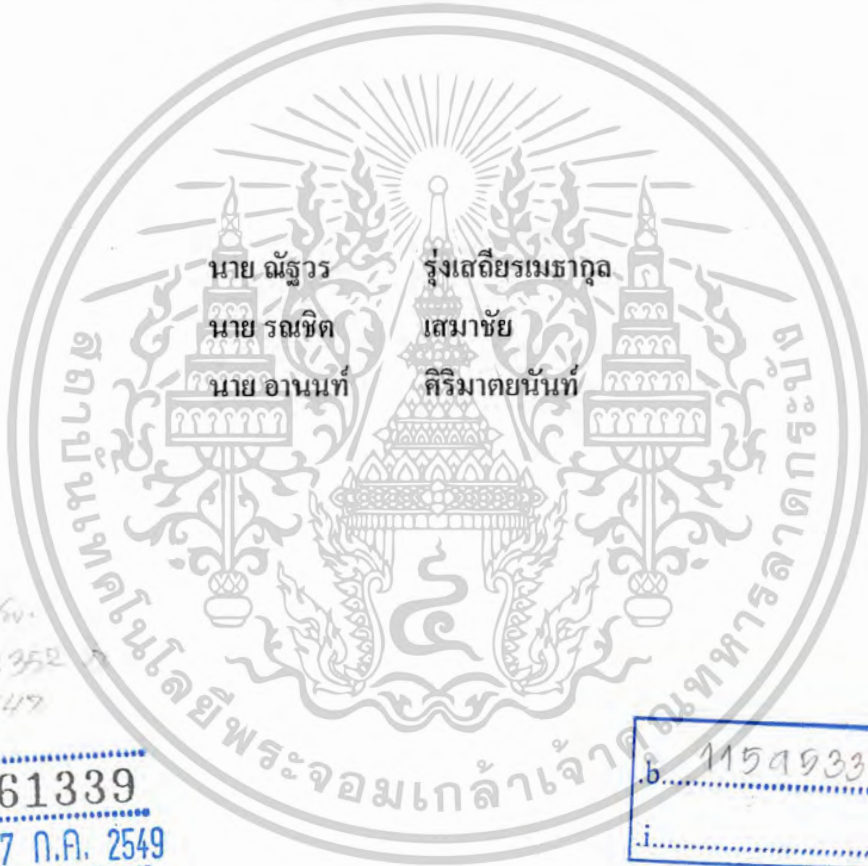 นาย ณัฐวร รุ่งเสถียรเมธากุล
นาย รณชิต เสมาชัย
นาย อานนท์ ศิริมาตยนันท์
สถาบันเทคโนโลยีพระจอมเกล้าเจ้าคุณทหารลาดกระบัง
352
61339
7 ก.ค. 2549
.b.....1159533
.i.....